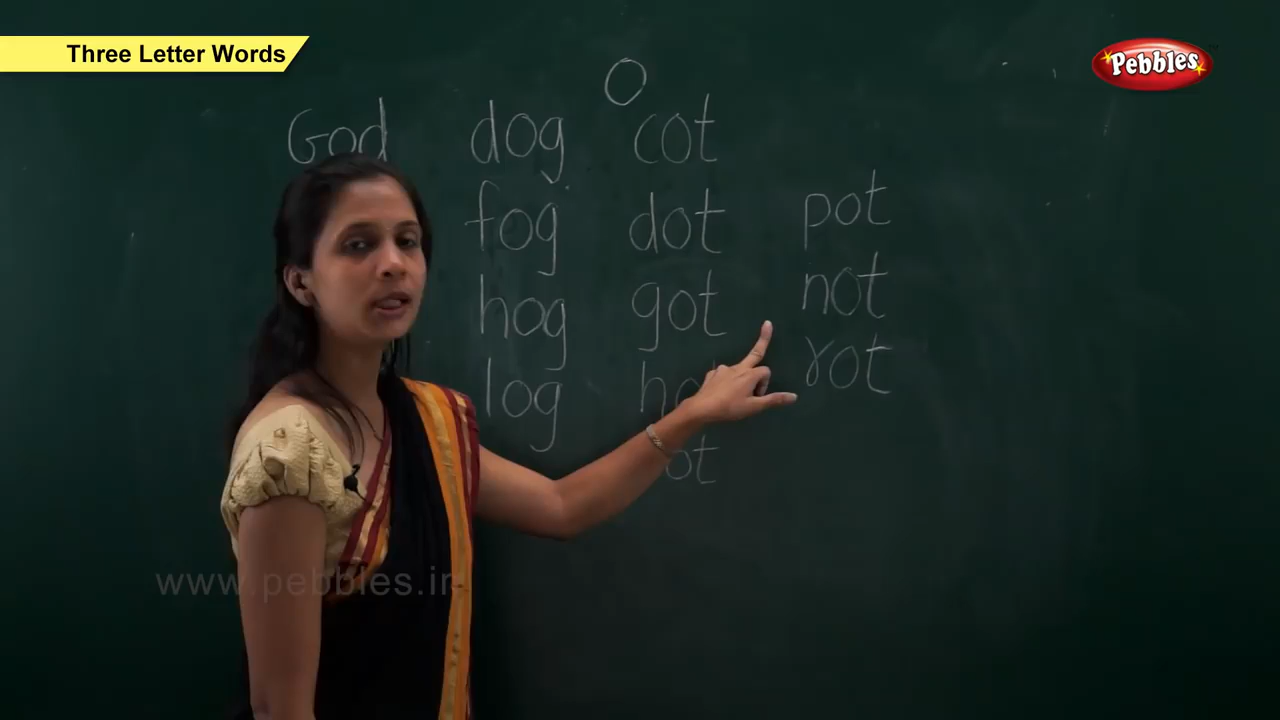 Three Letter Words
Pebbles
O
God dog cot
fog dot pot
hog got not
log rot
www.pebbles.in